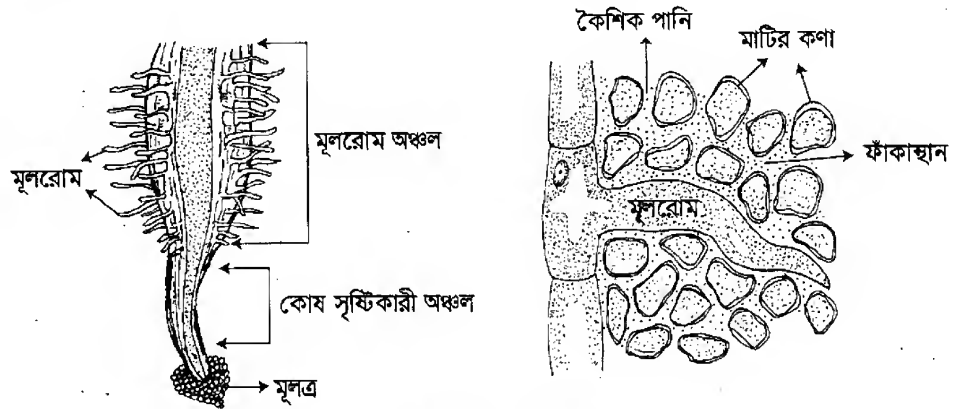 মূলরোম অঞ্চল
মূলরোম
কোষ সৃষ্টিকারী অঞ্চল
মূলত্র
কৈশিক পানি
মাটির কণা
ফাঁকাস্থান
মূলরোম